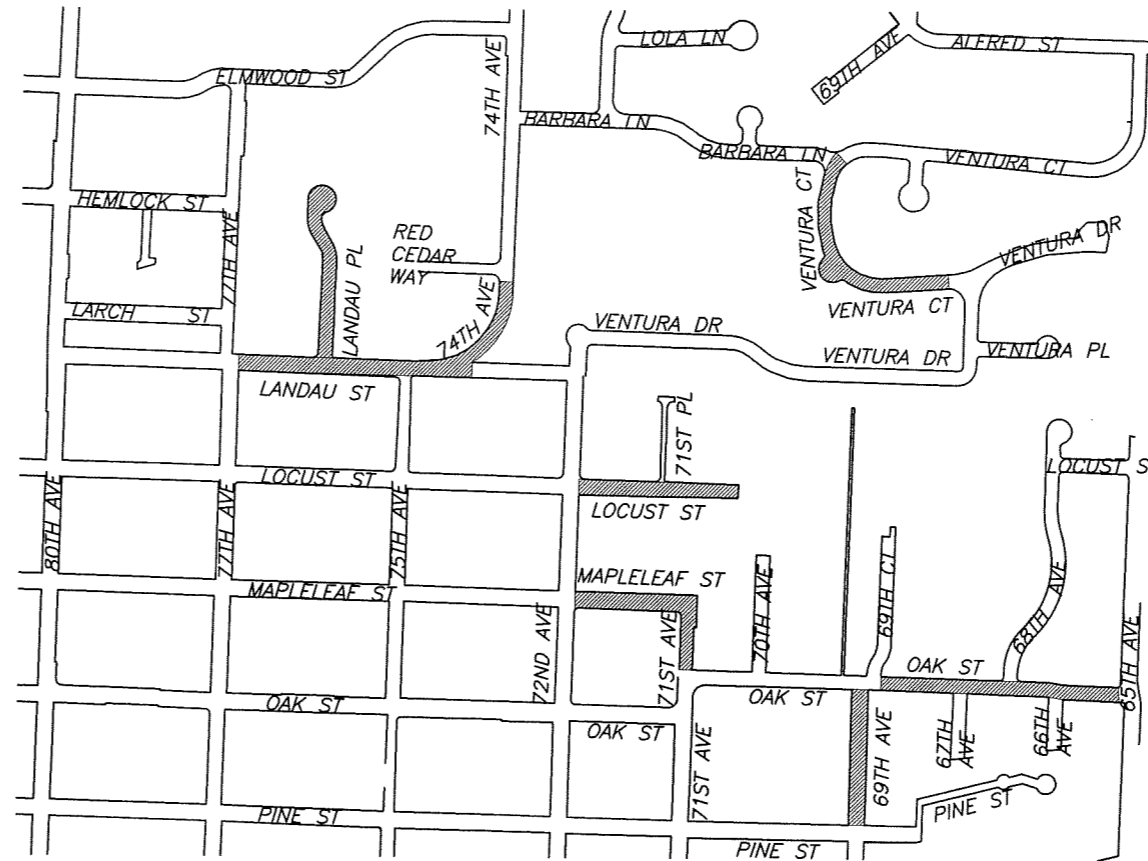 LOLA LN
69TH AVE
ALFRED ST
ELMWOOD ST
74TH AVE
BARBARA LN
BARBARA LN
VENTURA CT
HEMLOCK ST
77TH AVE
RED
CEDAR
WAY
LANDAU PL
VENTURA CT
VENTURA DR
LARCH ST
74TH AVE
VENTURA CT
VENTURA DR
VENTURA DR
VENTURA PL
LANDAU ST
71ST PL
LOCUST ST
LOCUST S
80TH AVE
77TH AVE
75TH AVE
LOCUST ST
MAPLELEAF ST
MAPLELEAF ST
70TH AVE
69TH CT
68TH AVE
65TH AVE
72ND AVE
71ST AVE
OAK ST
OAK ST
OAK ST
OAK ST
71ST AVE
69TH AVE
67TH
AVE
66TH
AVE
PINE ST
PINE ST
PINE ST